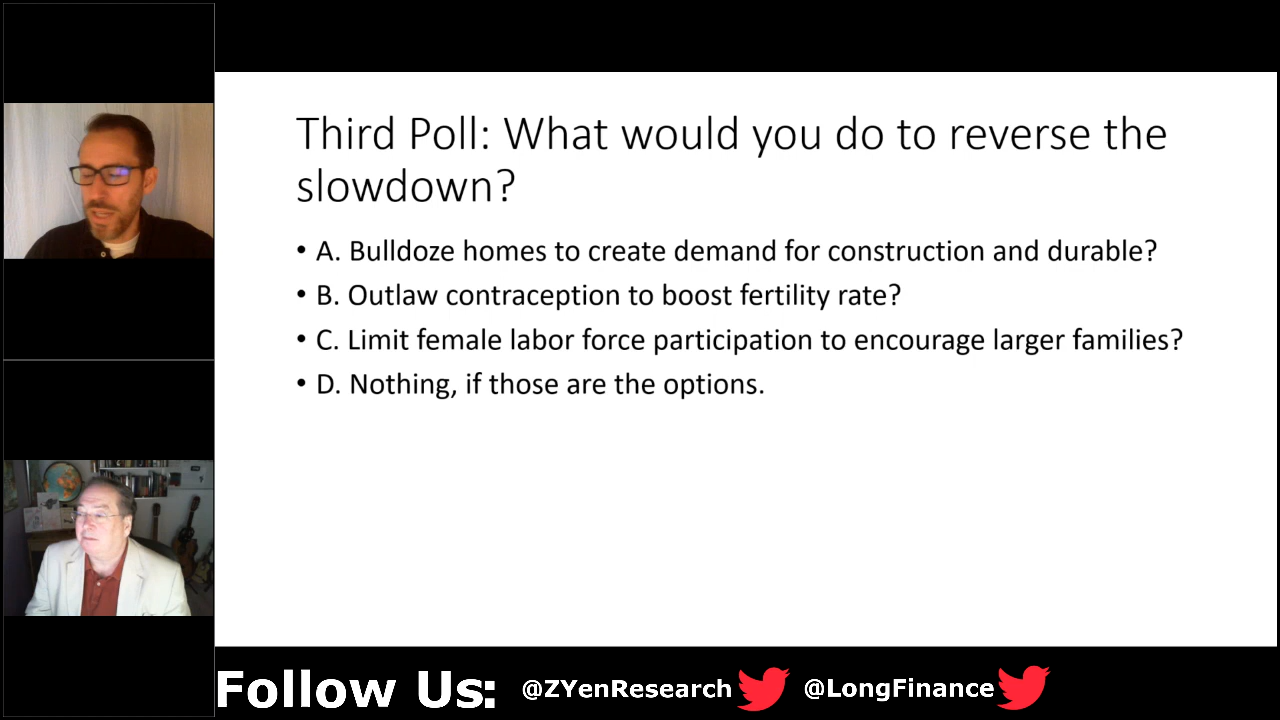 Third Poll: What would you do to reverse the
slowdown?
• A. Bulldoze homes to create demand for construction and durable?
• B. Outlaw contraception to boost fertility rate?
• C. Limit female labor force participation to encourage larger families?
• D. Nothing, if those are the options.
Follow Us: @ZYenResearch @LongFinance